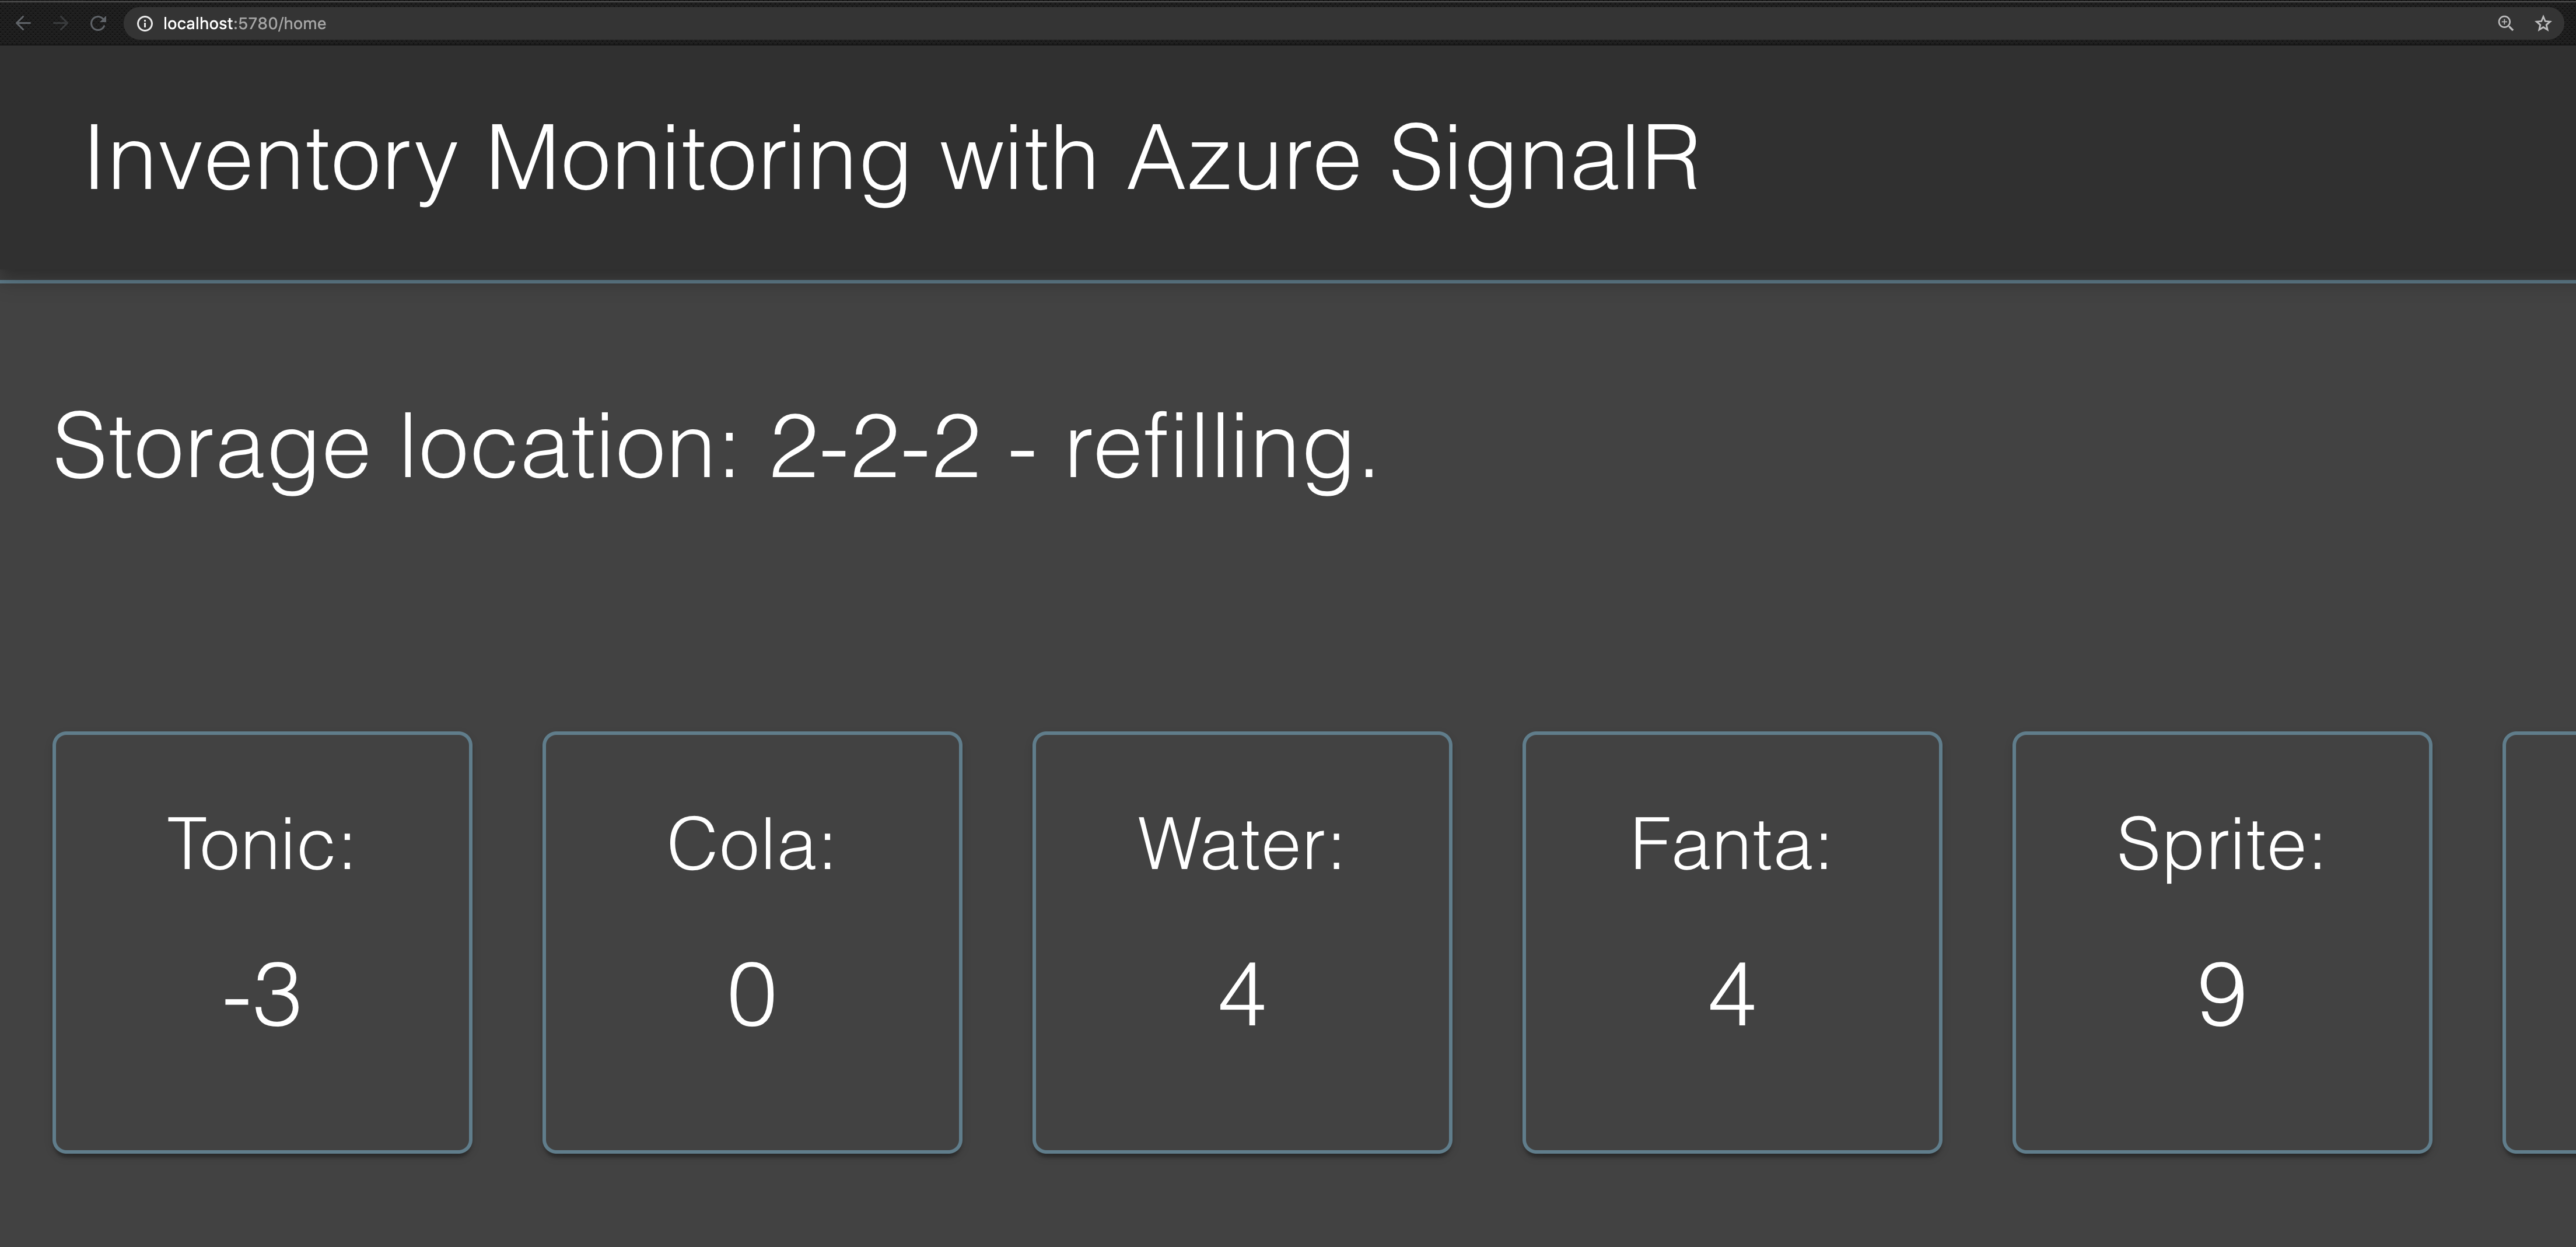 localhost:5780/home
Inventory Monitoring with Azure SignalR
Storage location: 2-2-2 - refilling.
Tonic: Cola: Water: Fanta: Sprite:
-3 0 4 4 9